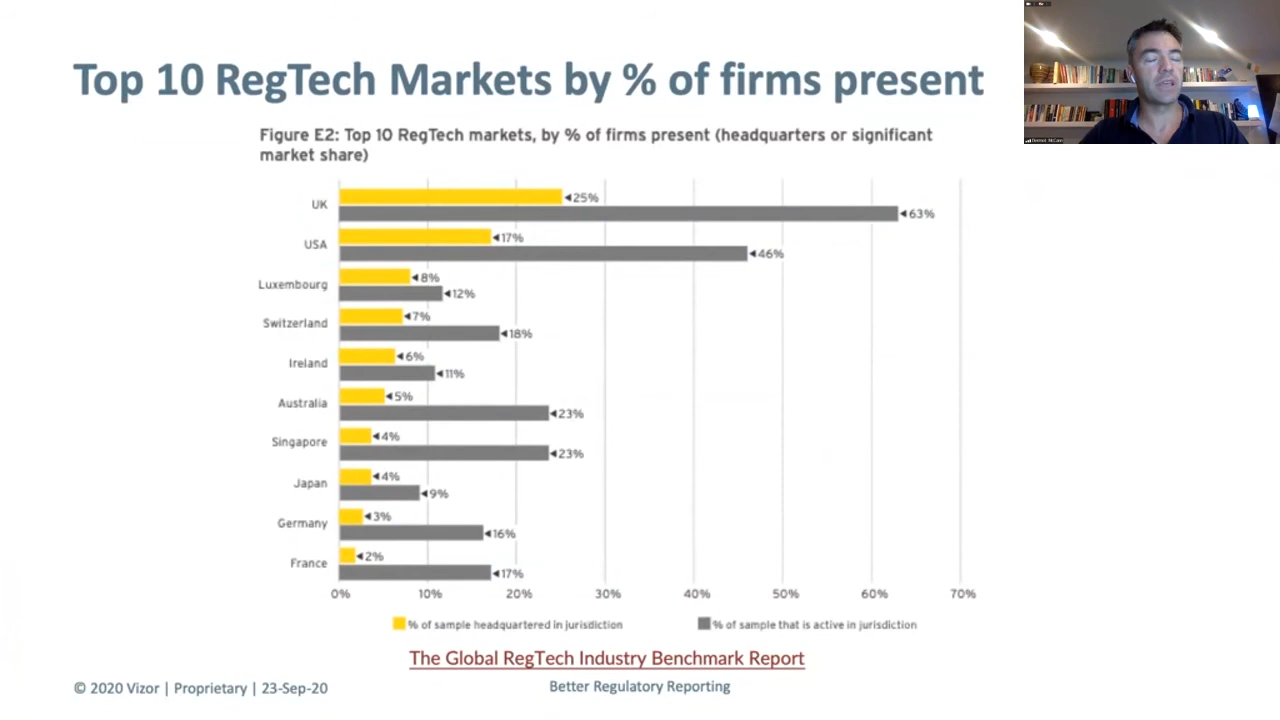 Top 10 RegTech Markets by % of firms present
Figure E2: Top 10 RegTech markets, by % of firms present (headquarters or significant
market share)
UK
25%
63%
USA
17%
46%
Luxembourg
8%
12%
Switzerland
7%
18%
Ireland
6%
11%
Australia
5%
23%
Singapore
4%
23%
Japan
4%
9%
Germany
3%
16%
France
2%
17%
0% 10% 20% 30% 40% 50% 60% 70%
% of sample headquartered in jurisdiction
% of sample that is active in jurisdiction
The Global RegTech Industry Benchmark Report
© 2020 Vizor | Proprietary | 23-Sep-20
Better Regulatory Reporting